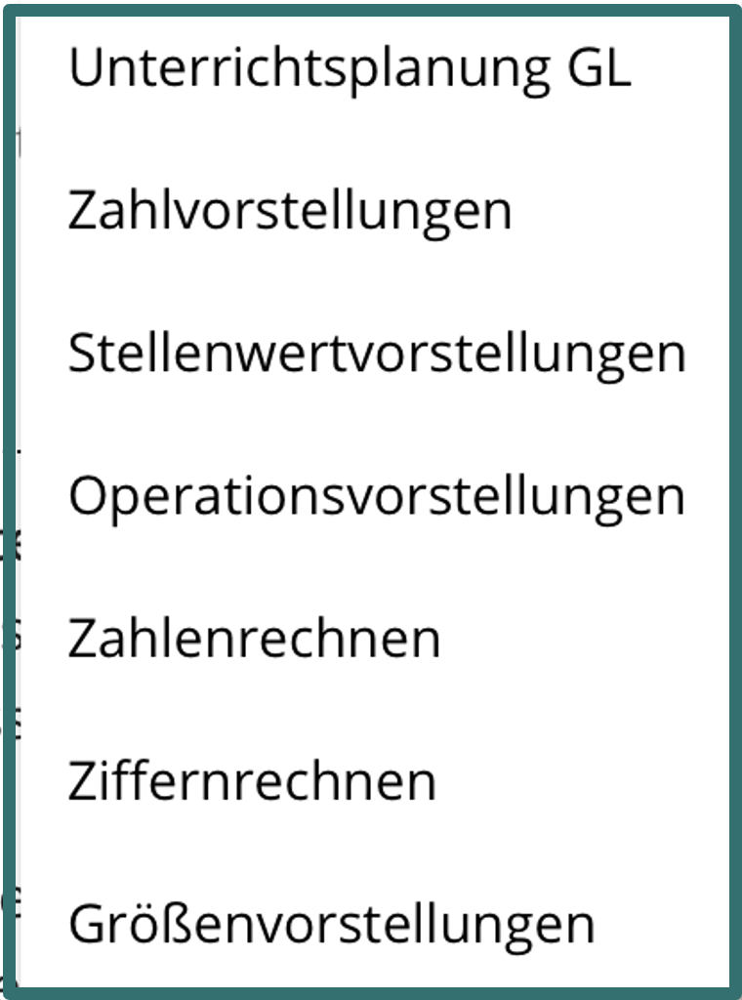 Unterrichtsplanung GL
Zahlvorstellungen
Stellenwertvorstellungen
Operationsvorstellungen
Zahlenrechnen
Ziffernrechnen
Größenvorstellungen